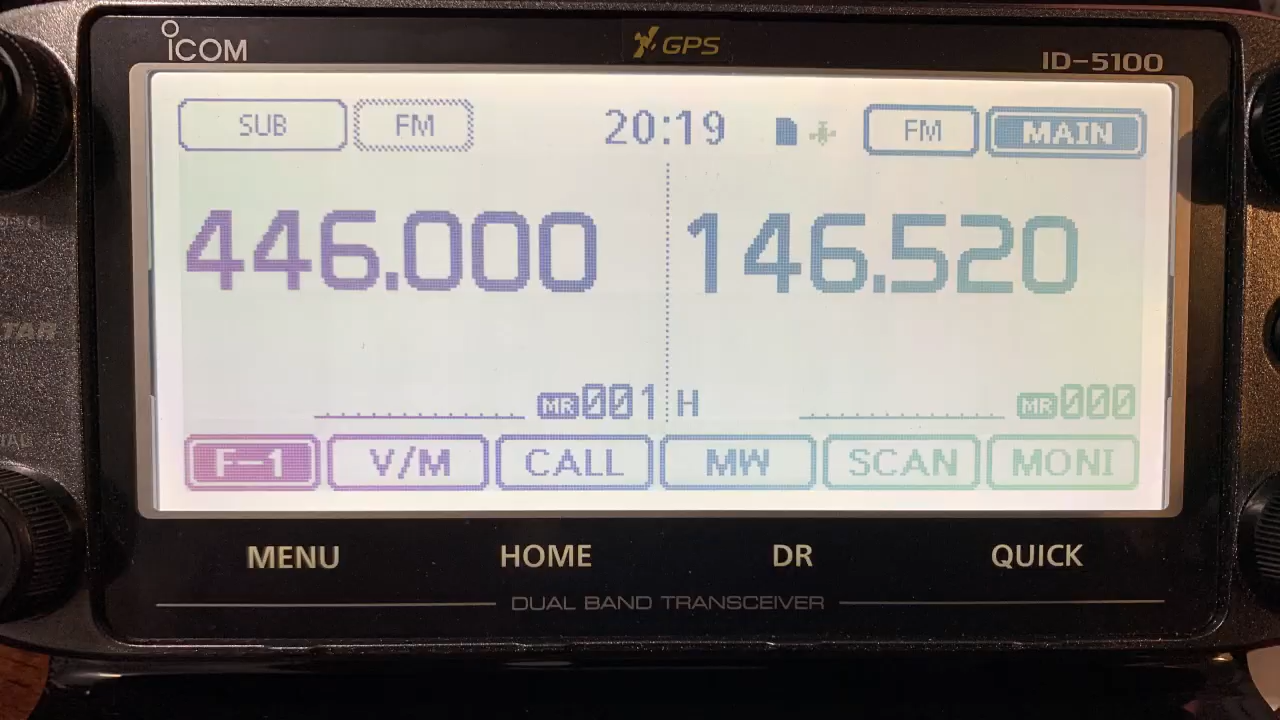 ICOM GPS ID-5100
SUB FM 20:19 FM MAIN
446.000 146.520
MR 001 H MR 000
F-1 V/M CALL MW SCAN MONI
MENU HOME DR QUICK
DUAL BAND TRANSCEIVER